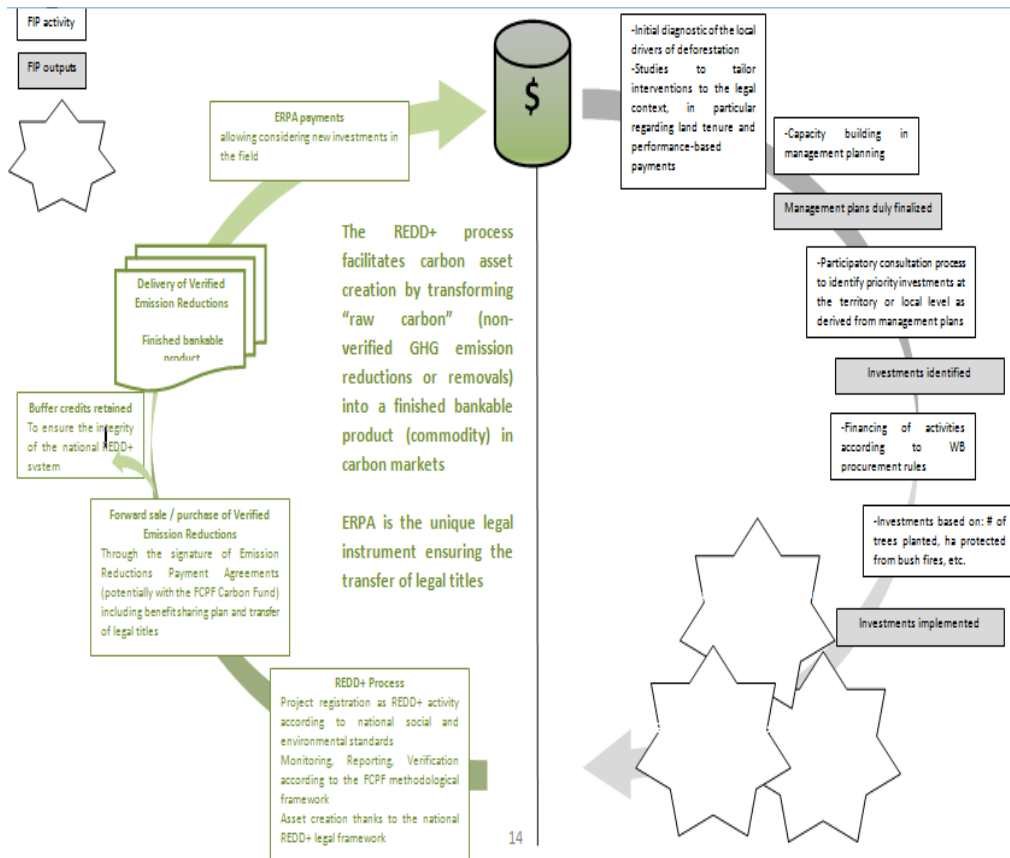 FIP activity
FIP outputs
ERPA payments
allowing considering new investments in
the field
$
-Initial diagnostic of the local
drivers of deforestation
-Studies to tailor
interventions to the legal
context, in particular
regarding land tenure and
performance-based
payments
-Capacity building in
management planning
Management plans duly finalized
-Participatory consultation process
to identify priority investments at
the territory or local level as
derived from management plans
Investments identified
-Financing of activities
according to WB
procurement rules
-Investments based on: # of
trees planted, ha protected
from bush fires, etc.
Investments implemented
The REDD+ process
facilitates carbon asset
creation by transforming
“raw carbon” (non-
verified GHG emission
reductions or removals)
into a finished bankable
product (commodity) in
carbon markets
ERPA is the unique legal
instrument ensuring the
transfer of legal titles
Delivery of Verified
Emission Reductions
Finished bankable
product
Buffer credits retained
To ensure the integrity
of the national REDD+
system
Forward sale / purchase of Verified
Emission Reductions
Through the signature of Emission
Reductions Payment Agreements
(potentially with the FCPF Carbon Fund)
including benefit sharing plan and transfer
of legal titles
REDD+ Process
Project registration as REDD+ activity
according to national social and
environmental standards
Monitoring, Reporting, Verification
according to the FCPF methodological
framework
Asset creation thanks to the national
REDD+ legal framework
14